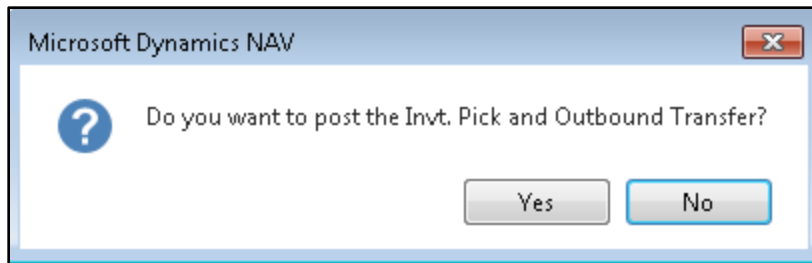 Microsoft Dynamics NAV
Do you want to post the Invt. Pick and Outbound Transfer?
Yes No